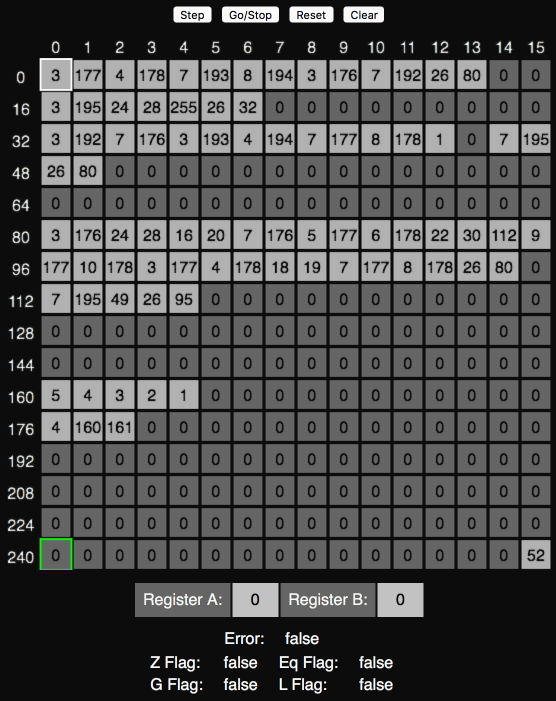 Step Go/Stop Reset Clear
0 1 2 3 4 5 6 7 8 9 10 11 12 13 14 15
0 3 177 4 178 7 193 8 194 3 176 7 192 26 80 0 0
16 3 195 24 28 255 26 32 0 0 0 0 0 0 0 0 0
32 3 192 7 176 3 193 4 194 7 177 8 178 1 0 7 195
48 26 80 0 0 0 0 0 0 0 0 0 0 0 0 0 0
64 0 0 0 0 0 0 0 0 0 0 0 0 0 0 0 0
80 3 176 24 28 16 20 7 176 5 177 6 178 22 30 112 9
96 177 10 178 3 177 4 178 18 19 7 177 8 178 26 80 0
112 7 195 49 26 95 0 0 0 0 0 0 0 0 0 0 0
128 0 0 0 0 0 0 0 0 0 0 0 0 0 0 0 0
144 0 0 0 0 0 0 0 0 0 0 0 0 0 0 0 0
160 5 4 3 2 1 0 0 0 0 0 0 0 0 0 0 0
176 4 160 161 0 0 0 0 0 0 0 0 0 0 0 0 0
192 0 0 0 0 0 0 0 0 0 0 0 0 0 0 0 0
208 0 0 0 0 0 0 0 0 0 0 0 0 0 0 0 0
224 0 0 0 0 0 0 0 0 0 0 0 0 0 0 0 0
240 0 0 0 0 0 0 0 0 0 0 0 0 0 0 0 52
Register A: 0 Register B: 0
Error: false
Z Flag: false Eq Flag: false
G Flag: false L Flag: false